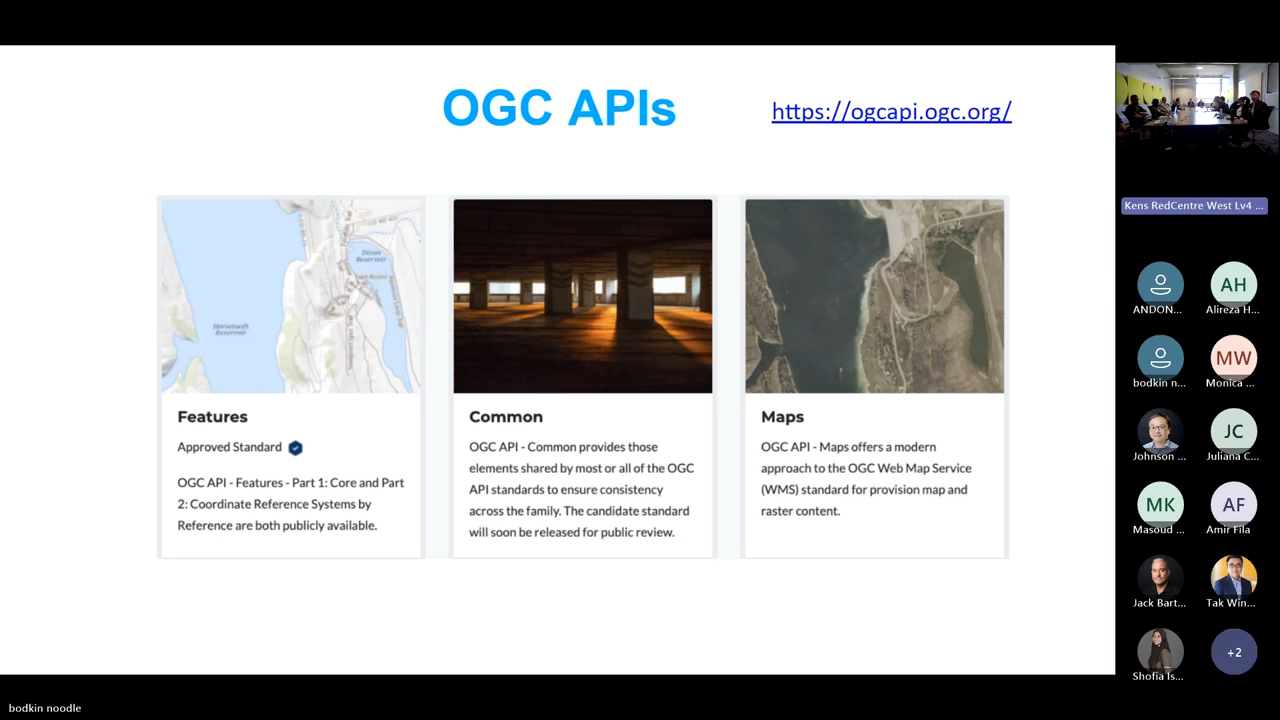 OGC APIs
https://ogcapi.ogc.org/
Horsetooth
Reservoir
Dixon
Reservoir
Features
Approved Standard
OGC API - Features - Part 1: Core and Part
2: Coordinate Reference Systems by
Reference are both publicly available.
Common
OGC API - Common provides those
elements shared by most or all of the OGC
API standards to ensure consistency
across the family. The candidate standard
will soon be released for public review.
Maps
OGC API - Maps offers a modern
approach to the OGC Web Map Service
(WMS) standard for provision map and
raster content.
Kens RedCentre West Lv4 ...
ANDON...
AH
Alireza H...
bodkin n...
MW
Monica ...
Johnson ...
JC
Juliana C...
MK
Masoud ...
AF
Amir Fila
Jack Bart...
Tak Win...
Shofia Is...
+2
bodkin noodle